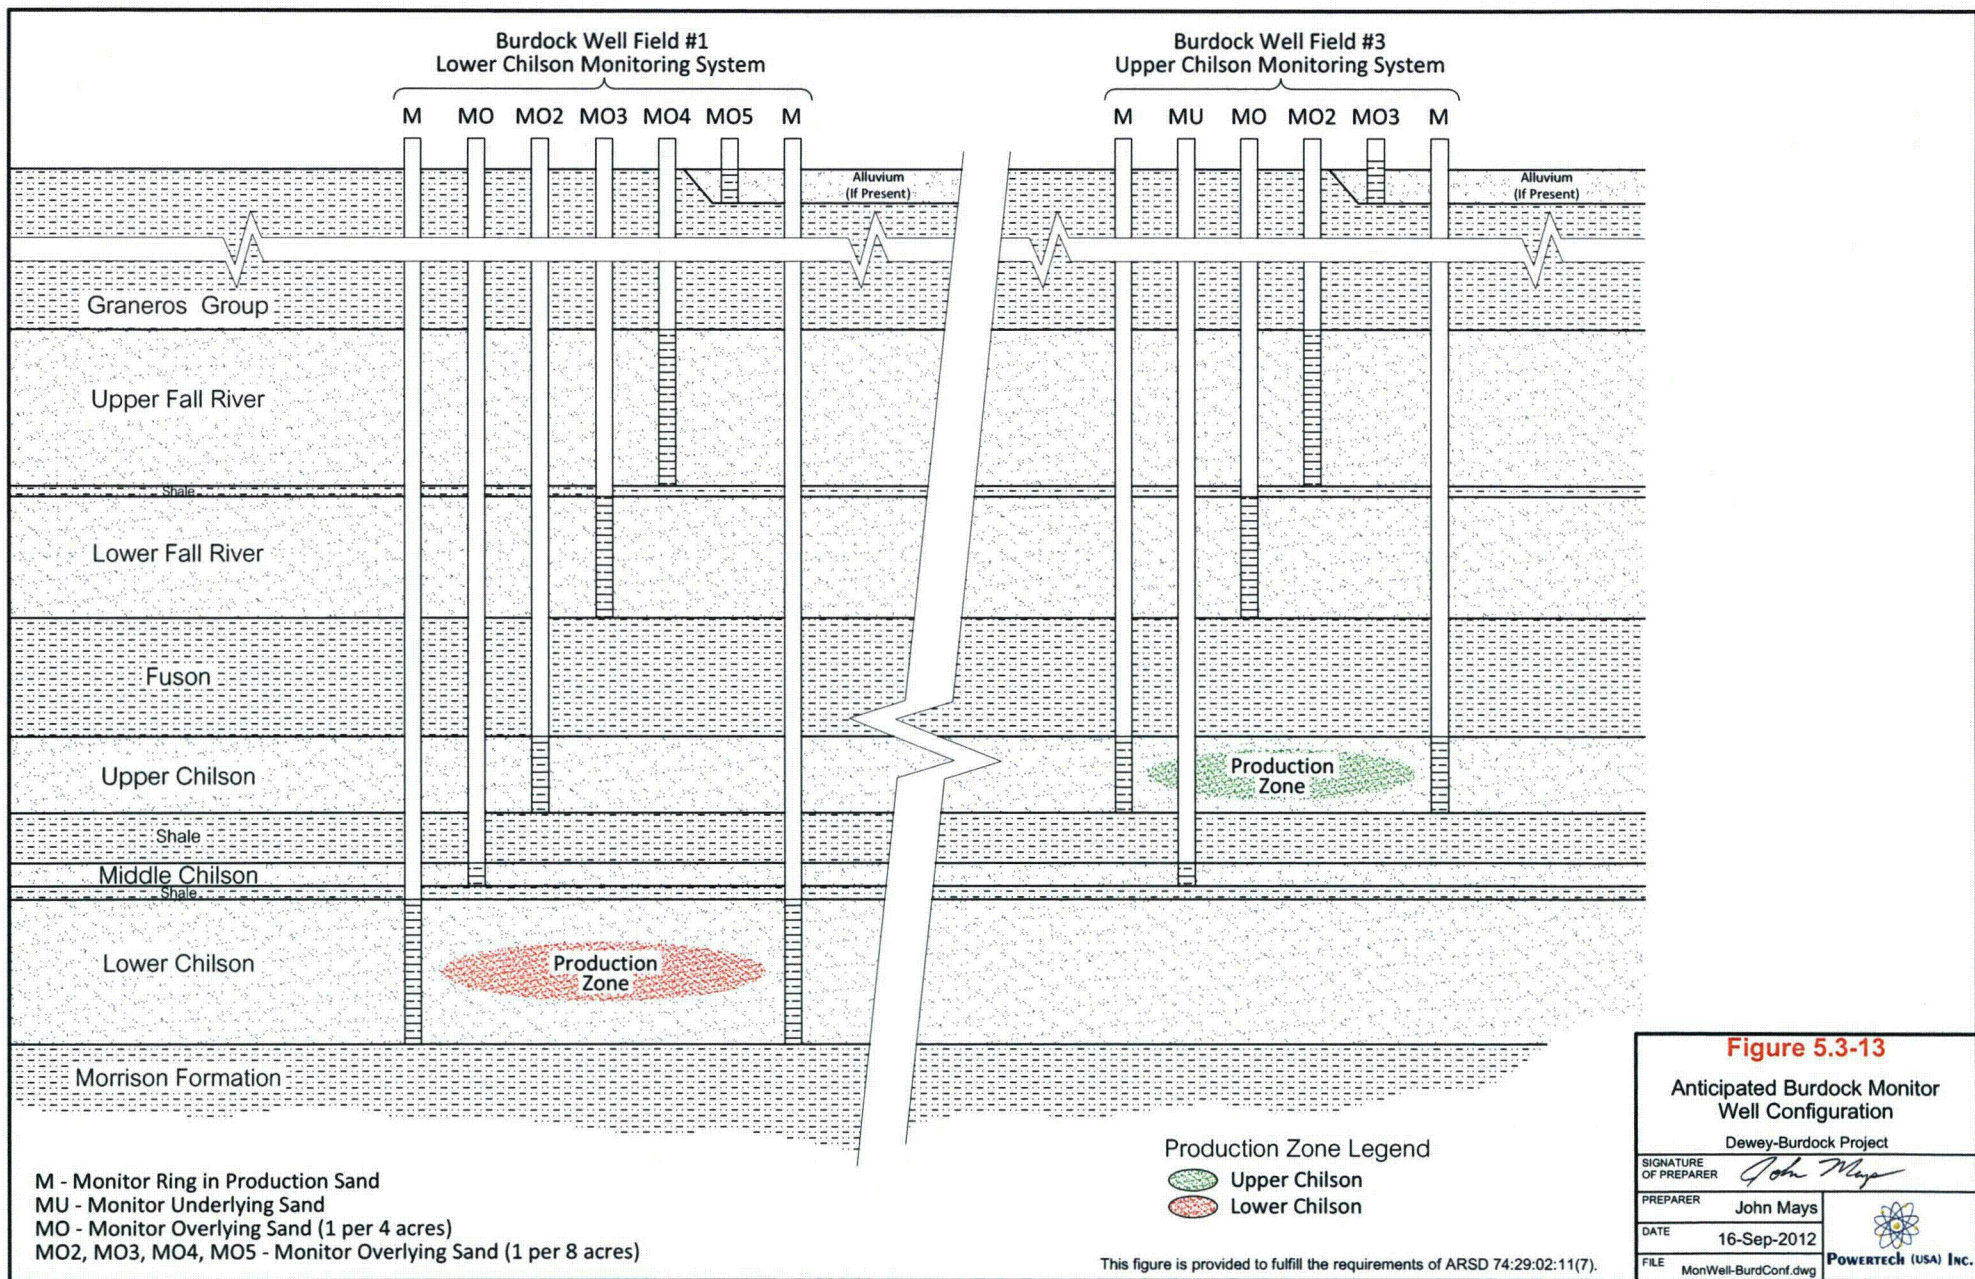 Burdock Well Field #1
Lower Chilson Monitoring System
M MO MO2 MO3 MO4 MO5 M
Burdock Well Field #3
Upper Chilson Monitoring System
M MU MO MO2 MO3 M
Alluvium
(If Present)
Alluvium
(If Present)
Graneros Group
Upper Fall River
Shale
Lower Fall River
Fuson
Upper Chilson
Production
Zone
Shale
Middle Chilson
Shale
Lower Chilson
Production
Zone
Morrison Formation
M - Monitor Ring in Production Sand
MU - Monitor Underlying Sand
MO - Monitor Overlying Sand (1 per 4 acres)
MO2, MO3, MO4, MO5 - Monitor Overlying Sand (1 per 8 acres)
Production Zone Legend
Upper Chilson
Lower Chilson
This figure is provided to fulfill the requirements of ARSD 74:29:02:11(7).
Figure 5.3-13
Anticipated Burdock Monitor
Well Configuration
Dewey-Burdock Project
SIGNATURE
OF PREPARER
John Mays
PREPARER
John Mays
DATE
16-Sep-2012
FILE
MonWell-BurdConf.dwg
POWERTECH (USA) INC.